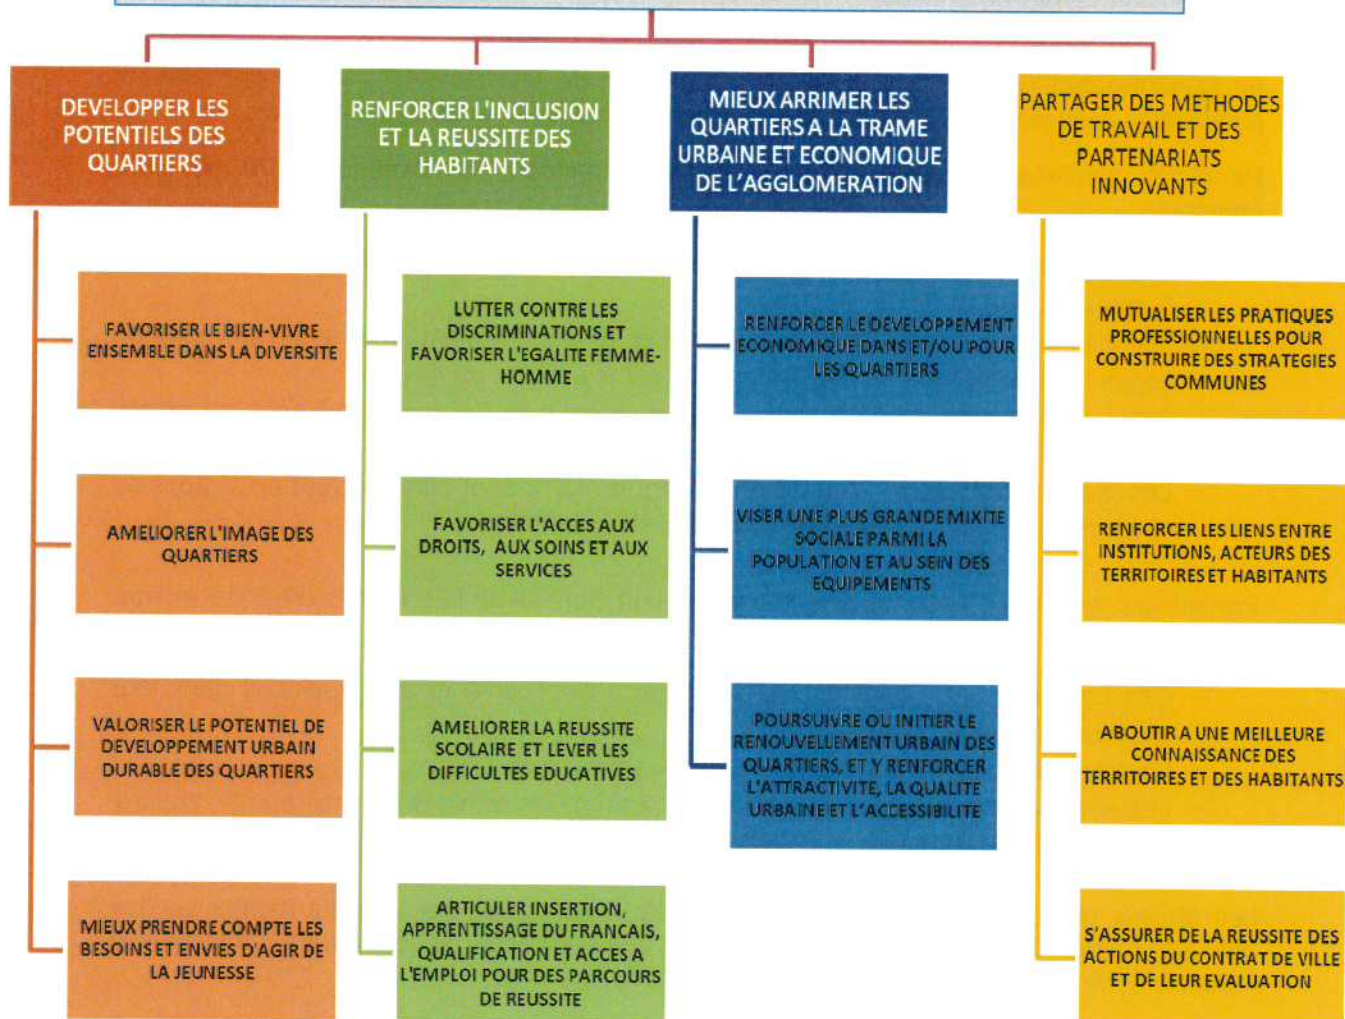 DEVELOPPER LES
POTENTIELS DES
QUARTIERS
RENFORCER L'INCLUSION
ET LA REUSSITE DES
HABITANTS
MIEUX ARRIMER LES
QUARTIERS A LA TRAME
URBAINE ET ECONOMIQUE
DE L'AGGLOMERATION
PARTAGER DES METHODES
DE TRAVAIL ET DES
PARTENARIATS
INNOVANTS
FAVORISER LE BIEN-VIVRE
ENSEMBLE DANS LA DIVERSITE
AMELIORER L'IMAGE DES
QUARTIERS
VALORISER LE POTENTIEL DE
DEVELOPPEMENT URBAIN
DURABLE DES QUARTIERS
MIEUX PRENDRE COMPTE LES
BESOINS ET ENVIES D'AGIR DE
LA JEUNESSE
LUTTER CONTRE LES
DISCRIMINATIONS ET
FAVORISER L'EGALITE FEMME-
HOMME
FAVORISER L'ACCES AUX
DROITS, AUX SOINS ET AUX
SERVICES
AMELIORER LA REUSSITE
SCOLAIRE ET LEVER LES
DIFFICULTES EDUCATIVES
ARTICULER INSERTION,
APPRENTISSAGE DU FRANCAIS,
QUALIFICATION ET ACCES A
L'EMPLOI POUR DES PARCOURS
DE REUSSITE
RENFORCER LE DEVELOPPEMENT
ECONOMIQUE DANS ET/OU POUR
LES QUARTIERS
VISER UNE PLUS GRANDE MIXITE
SOCIALE PARMI LA
POPULATION ET AU SEIN DES
EQUIPEMENTS
POURSUIVRE OU INITIER LE
RENOUVELLEMENT URBAIN DES
QUARTIERS, ET Y RENFORCER
L'ATTRACTIVITE, LA QUALITE
URBAINE ET L'ACCESSIBILITE
MUTUALISER LES PRATIQUES
PROFESSIONNELLES POUR
CONSTRUIRE DES STRATEGIES
COMMUNES
RENFORCER LES LIENS ENTRE
INSTITUTIONS, ACTEURS DES
TERRITOIRES ET HABITANTS
ABOUTIR A UNE MEILLEURE
CONNAISSANCE DES
TERRITOIRES ET DES HABITANTS
S'ASSURER DE LA REUSSITE DES
ACTIONS DU CONTRAT DE VILLE
ET DE LEUR EVALUATION